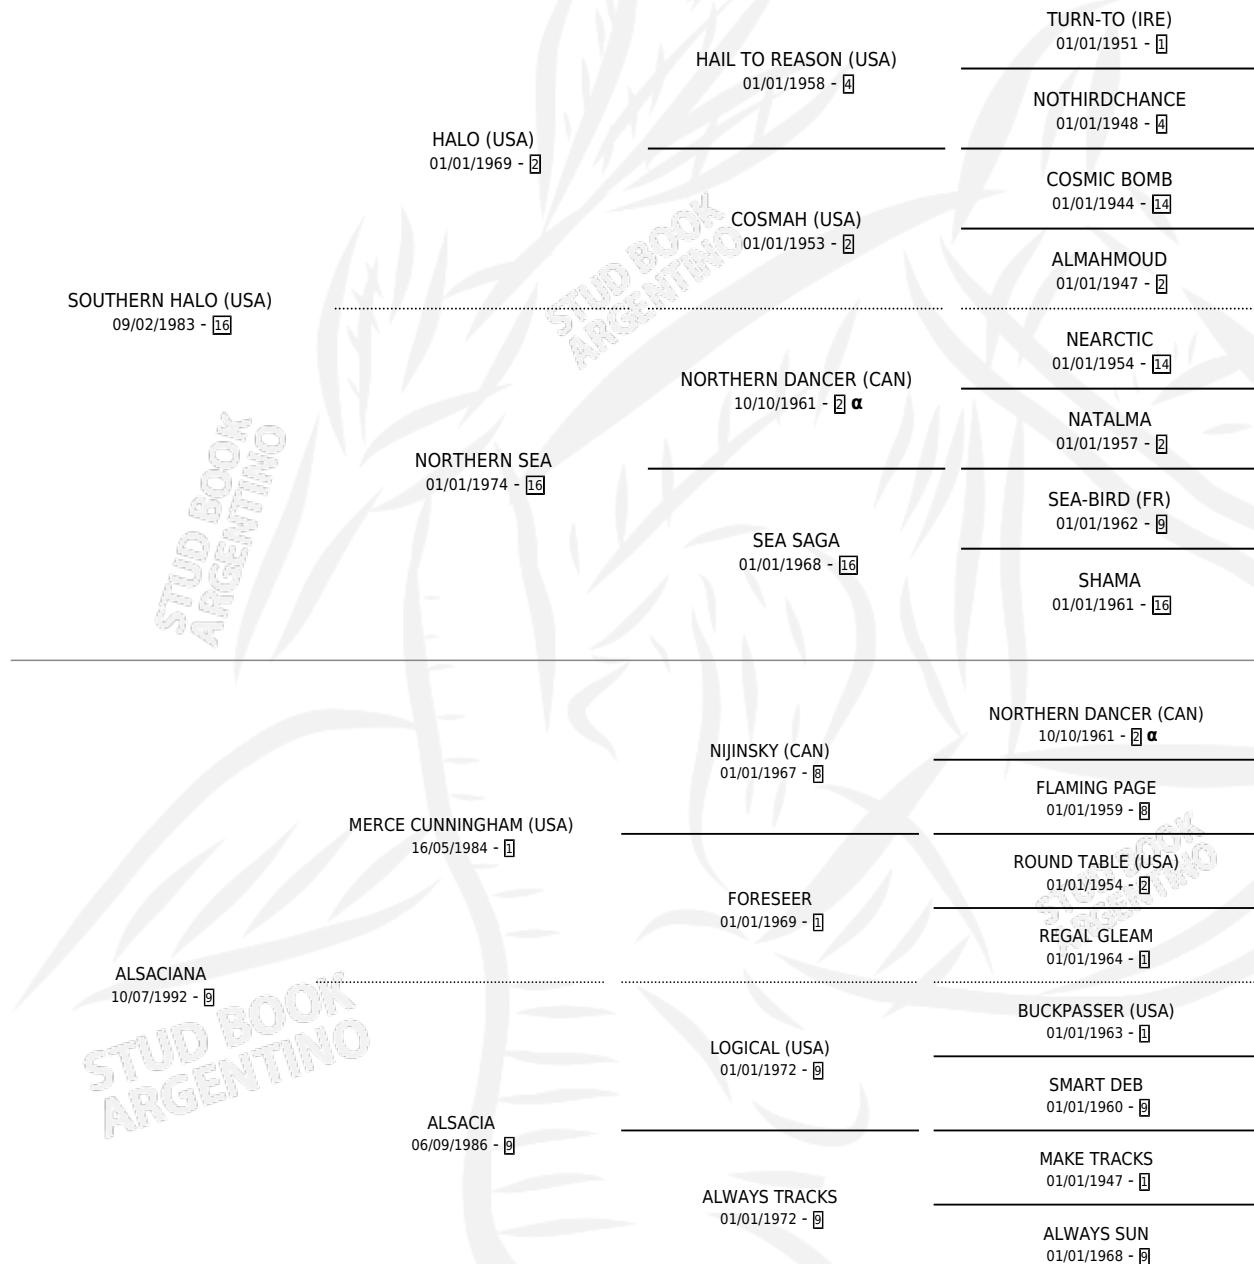 TURN-TO (IRE)
01/01/1951 - 1
HAIL TO REASON (USA)
01/01/1958 - 4
NOTHIRDCHANCE
01/01/1948 - 4
HALO (USA)
01/01/1969 - 2
COSMIC BOMB
01/01/1944 - 14
COSMAH (USA)
01/01/1953 - 2
ALMAHMOUD
01/01/1947 - 2
SOUTHERN HALO (USA)
09/02/1983 - 16
NEARCTIC
01/01/1954 - 14
NORTHERN DANCER (CAN)
10/10/1961 - 2 α
NATALMA
01/01/1957 - 2
NORTHERN SEA
01/01/1974 - 16
SEA-BIRD (FR)
01/01/1962 - 9
SEA SAGA
01/01/1968 - 16
SHAMA
01/01/1961 - 16
NORTHERN DANCER (CAN)
10/10/1961 - 2 α
NIJINSKY (CAN)
01/01/1967 - 8
FLAMING PAGE
01/01/1959 - 8
MERCE CUNNINGHAM (USA)
16/05/1984 - 1
ROUND TABLE (USA)
01/01/1954 - 2
FORESEER
01/01/1969 - 1
REGAL GLEAM
01/01/1964 - 1
ALSACIANA
10/07/1992 - 9
BUCKPASSER (USA)
01/01/1963 - 1
LOGICAL (USA)
01/01/1972 - 9
SMART DEB
01/01/1960 - 9
ALSACIA
06/09/1986 - 9
MAKE TRACKS
01/01/1947 - 1
ALWAYS TRACKS
01/01/1972 - 9
ALWAYS SUN
01/01/1968 - 9
STUD BOOK
ARGENTINO
STUD BOOK
ARGENTINO
STUD BOOK
ARGENTINO
STUD BOOK
ARGENTINO